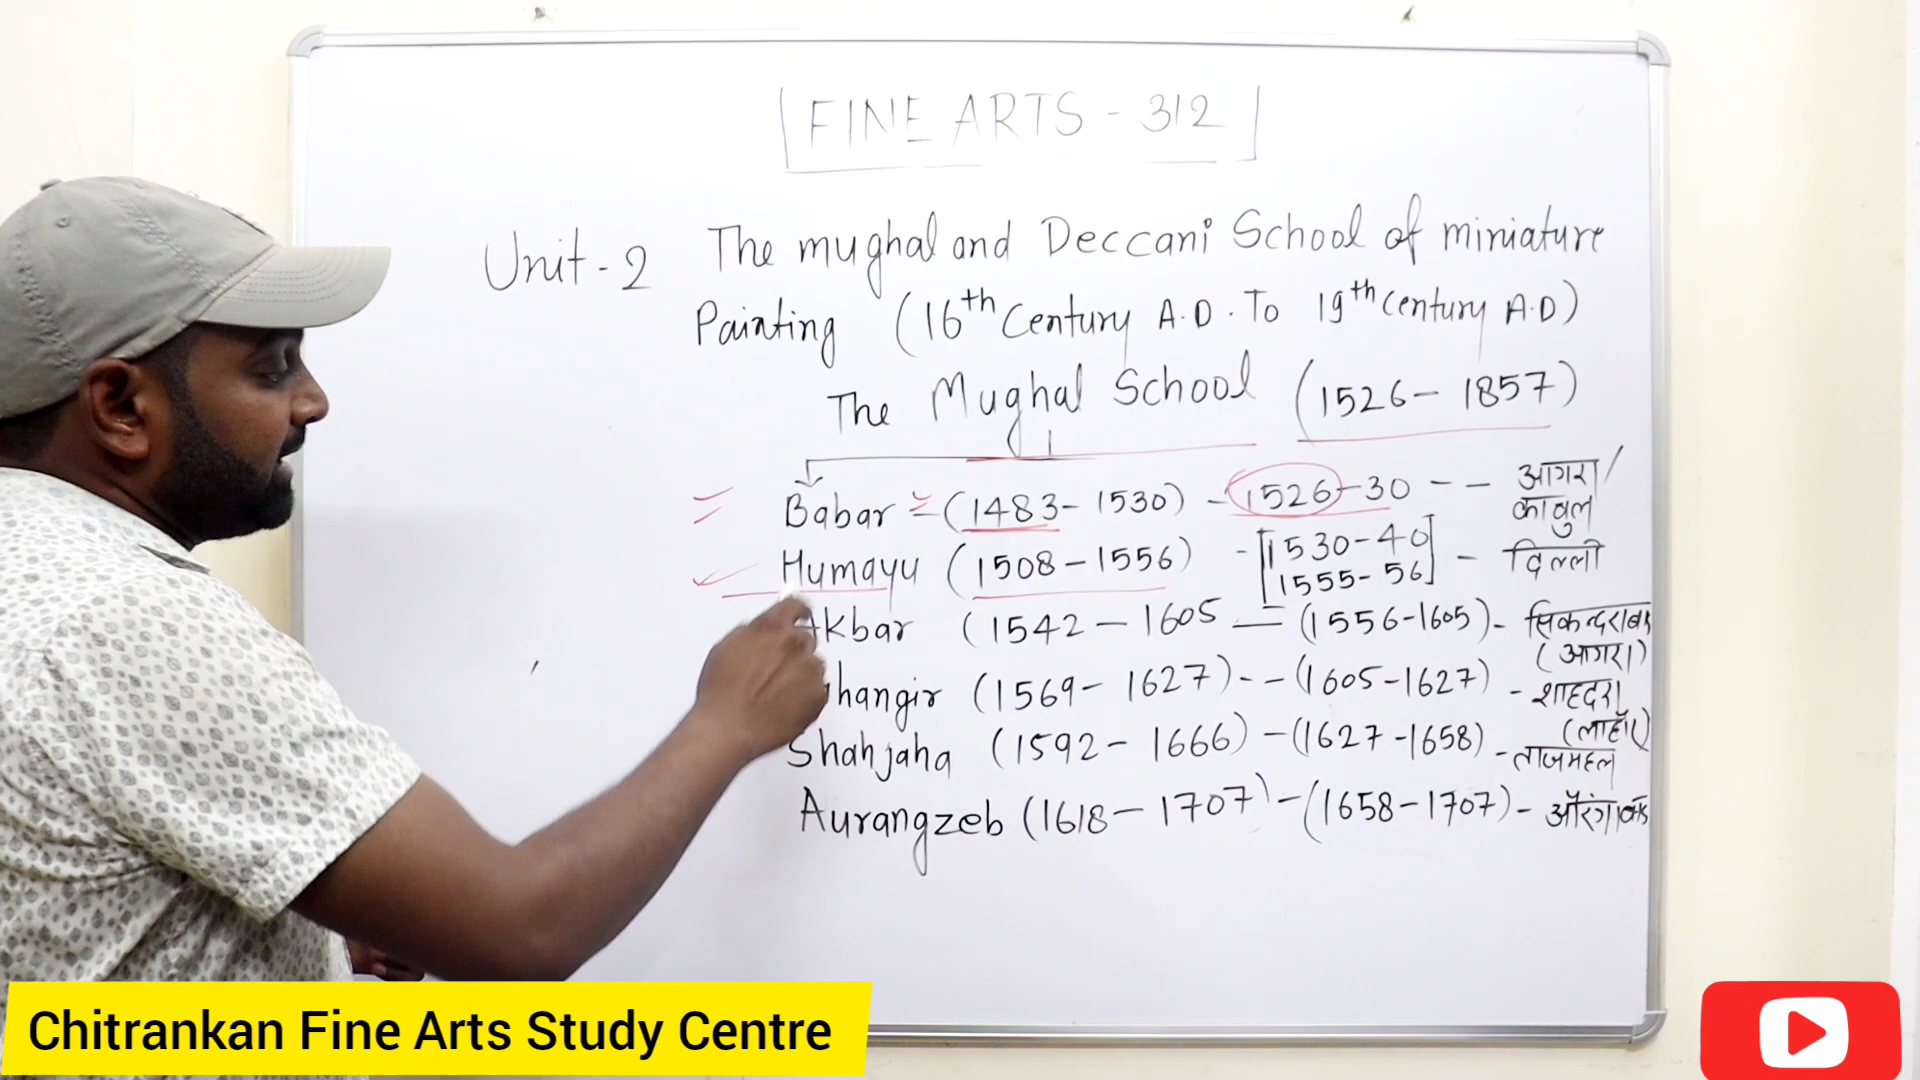 FINE ARTS - 312
Unit - 2 The mughal and Deccani School of miniature
Painting (16th Century A.D. To 19th Century A.D)
The Mughal School (1526 - 1857)
Babar = (1483 - 1530) - 1526 - 30 - - आगरा/
काबुल
Humayu (1508 - 1556) - [1530 - 40
1555 - 56] - दिल्ली
Akbar (1542 - 1605 = (1556-1605) - सिकन्दराबाद
(आगरा)
hangir (1569 - 1627) - - (1605-1627) - शाहदरा
(लाहौर)
Shahjaha (1592 - 1666) - (1627-1658) - ताजमहल
Aurangzeb (1618 - 1707) - (1658 - 1707) -
Chitrankan Fine Arts Study Centre